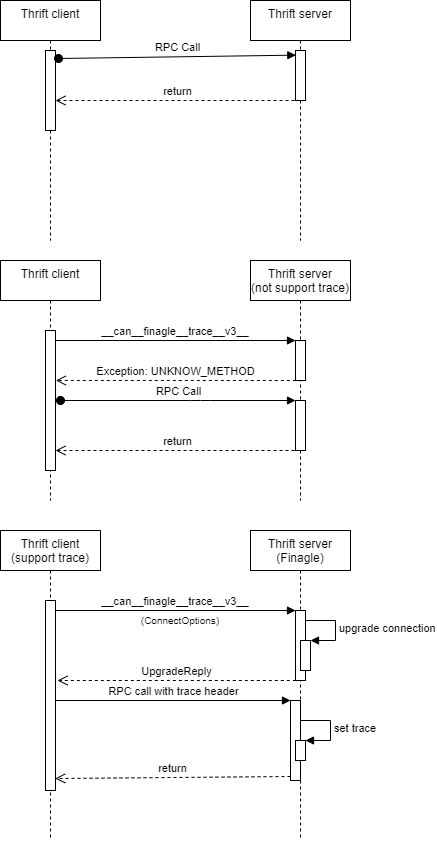 Thrift client
Thrift server
RPC Call
return
Thrift client
Thrift server
(not support trace)
__can__finagle__trace__v3__
Exception: UNKNOW_METHOD
RPC Call
return
Thrift client
(support trace)
Thrift server
(Finagle)
__can__finagle__trace__v3__
(ConnectOptions)
upgrade connection
UpgradeReply
RPC call with trace header
set trace
return